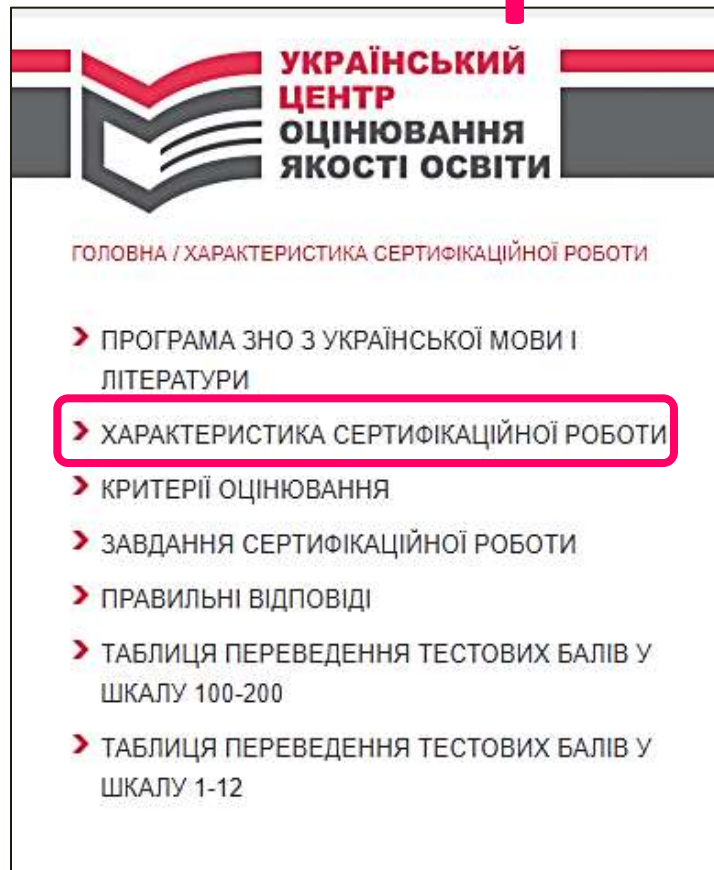 УКРАЇНСЬКИЙ
ЦЕНТР
ОЦІНЮВАННЯ
ЯКОСТІ ОСВІТИ
ГОЛОВНА / ХАРАКТЕРИСТИКА СЕРТИФІКАЦІЙНОЇ РОБОТИ
ПРОГРАМА ЗНО З УКРАЇНСЬКОЇ МОВИ І
ЛІТЕРАТУРИ
ХАРАКТЕРИСТИКА СЕРТИФІКАЦІЙНОЇ РОБОТИ
КРИТЕРІЇ ОЦІНЮВАННЯ
ЗАВДАННЯ СЕРТИФІКАЦІЙНОЇ РОБОТИ
ПРАВИЛЬНІ ВІДПОВІДІ
ТАБЛИЦЯ ПЕРЕВЕДЕННЯ ТЕСТОВИХ БАЛІВ У
ШКАЛУ 100-200
ТАБЛИЦЯ ПЕРЕВЕДЕННЯ ТЕСТОВИХ БАЛІВ У
ШКАЛУ 1-12